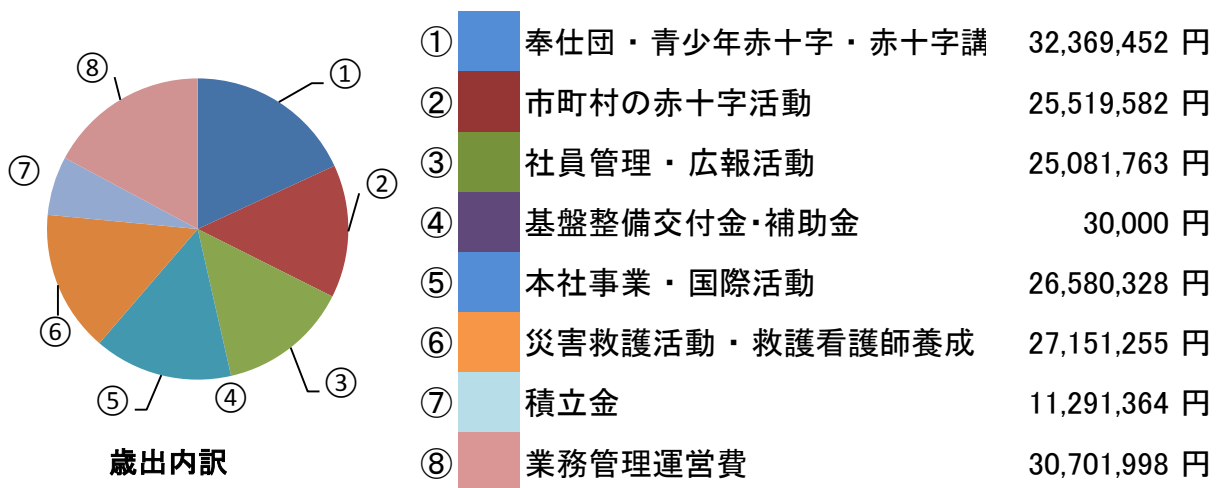 ⑧
①
②
⑦
⑥
③
⑤
④
歳出内訳
① 奉仕団・青少年赤十字・赤十字講 32,369,452 円
② 市町村の赤十字活動 25,519,582 円
③ 社員管理・広報活動 25,081,763 円
④ 基盤整備交付金・補助金 30,000 円
⑤ 本社事業・国際活動 26,580,328 円
⑥ 災害救護活動・救護看護師養成 27,151,255 円
⑦ 積立金 11,291,364 円
⑧ 業務管理運営費 30,701,998 円